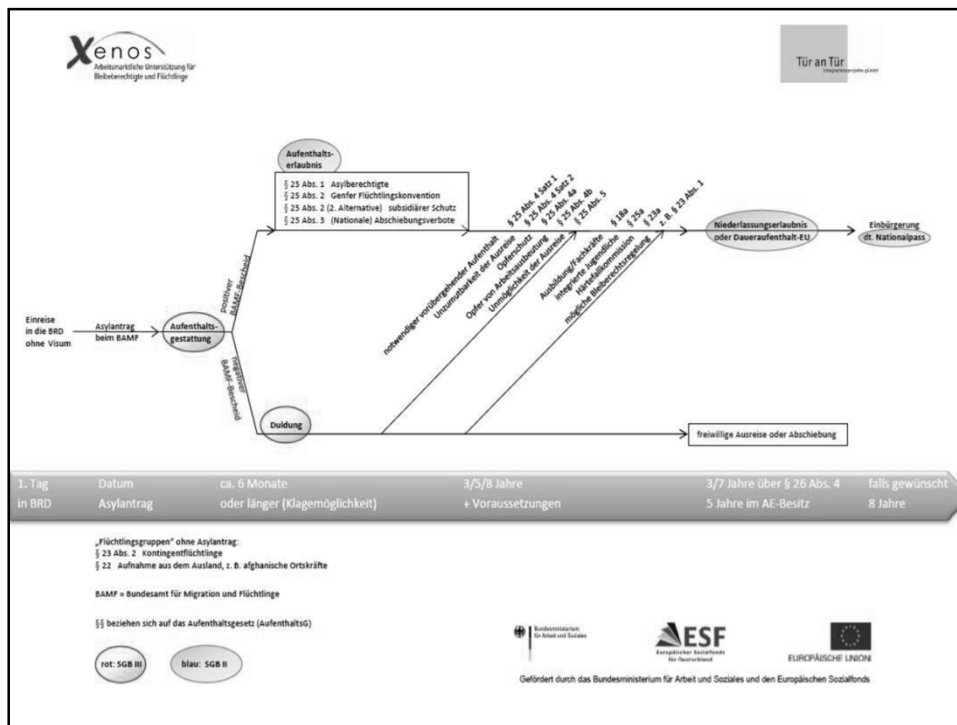 Xenos
Arbeitsmarktliche Unterstützung für
Bleibeberechtigte und Flüchtlinge
Tür an Tür
Aufenthalts-
erlaubnis
§ 25 Abs. 1 Asylberechtigte
§ 25 Abs. 2 Genfer Flüchtlingskonvention
§ 25 Abs. 2 (2. Alternative) subsidiärer Schutz
§ 25 Abs. 3 (Nationale) Abschiebungsverbote
notwendiger vorübergehender Aufenthalt § 25 Abs. 4 Satz 1
Unzumutbarkeit der Ausreise § 25 Abs. 4 Satz 2
Opferschutz § 25 Abs. 4a
Opfer von Arbeitsausbeutung § 25 Abs. 4b
Unmöglichkeit der Ausreise § 25 Abs. 5
Ausbildung/Fachkräfte § 18a
integrierte Jugendliche § 25a
Härtefallkommission § 23a
mögliche Bleiberechtsregelung z. B. § 23 Abs. 1
Niederlassungserlaubnis
oder Daueraufenthalt-EU
Einbürgerung
dt. Nationalpass
positiver
BAMF-Bescheid
Einreise
in die BRD
ohne Visum
Asylantrag
beim BAMF
Aufenthalts-
gestattung
negativer
BAMF-Bescheid
Duldung
freiwillige Ausreise oder Abschiebung
1. Tag Datum ca. 6 Monate 3/5/8 Jahre 3/7 Jahre über § 26 Abs. 4 falls gewünscht
in BRD Asylantrag oder länger (Klagemöglichkeit) + Voraussetzungen 5 Jahre im AE-Besitz 8 Jahre
„Flüchtlingsgruppen" ohne Asylantrag:
§ 23 Abs. 2 Kontingentflüchtlinge
§ 22 Aufnahme aus dem Ausland, z. B. afghanische Ortskräfte
BAMF = Bundesamt für Migration und Flüchtlinge
§§ beziehen sich auf das Aufenthaltsgesetz (AufenthaltsG)
rot: SGB III
blau: SGB II
Bundesministerium
für Arbeit und Soziales
ESF
Europäischer Sozialfonds
für Deutschland
EUROPÄISCHE UNION
Gefördert durch das Bundesministerium für Arbeit und Soziales und den Europäischen Sozialfonds